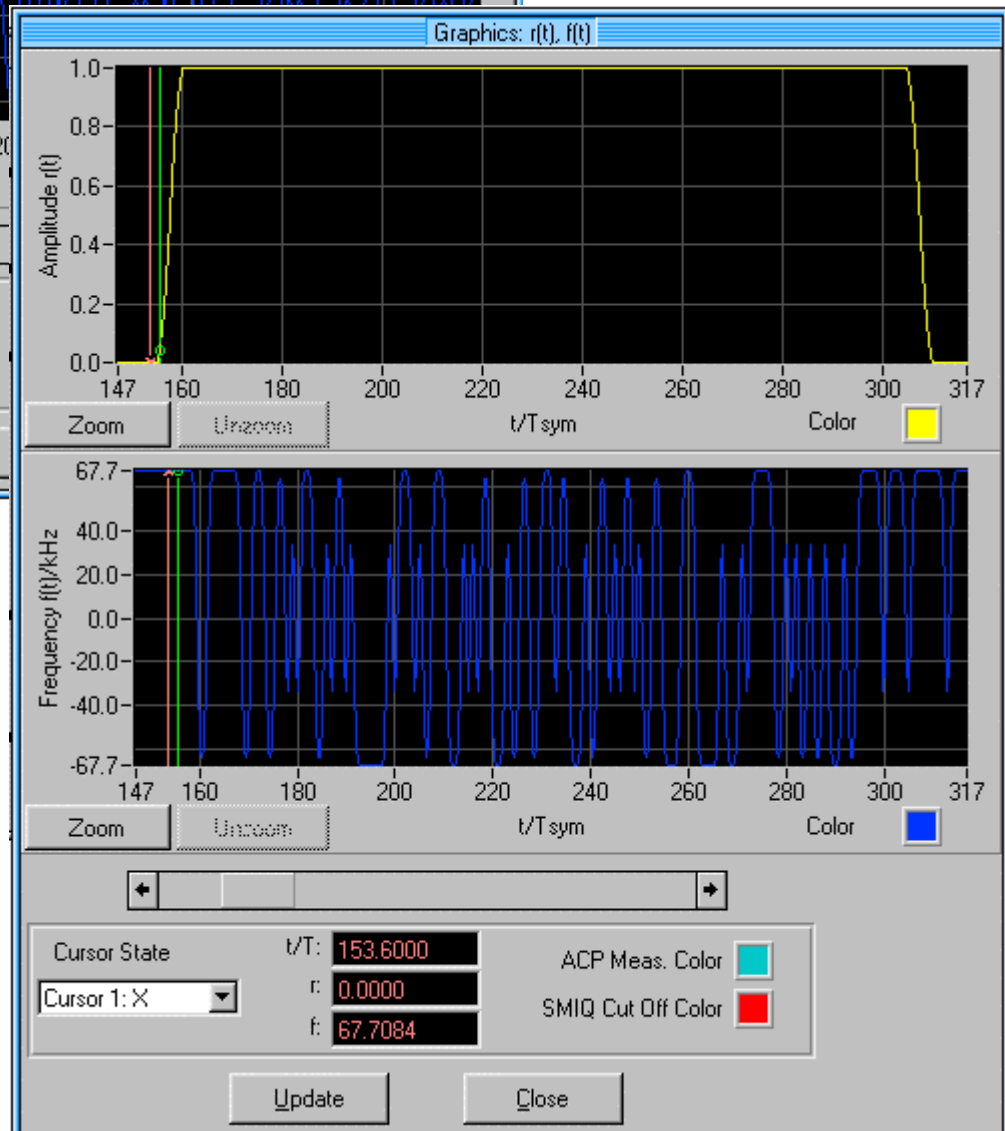 Graphics: r(t), f(t)
1.0
0.8
0.6
0.4
0.2
0.0
Amplitude r(t)
147 160 180 200 220 240 260 280 300 317
Zoom Unzoom t/Tsym Color
67.7
40.0
20.0
0.0
-20.0
-40.0
-67.7
Frequency f(t)/kHz
147 160 180 200 220 240 260 280 300 317
Zoom Unzoom t/Tsym Color
Cursor State
Cursor 1: X
t/T: 153.6000
r: 0.0000
f: 67.7084
ACP Meas. Color
SMIQ Cut Off Color
Update Close